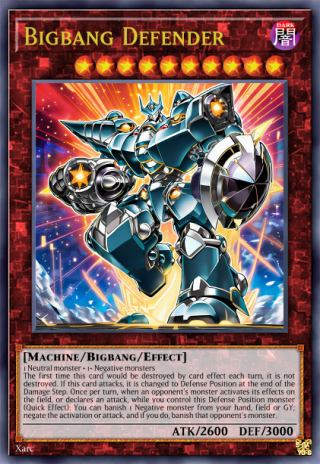 BIGBANG DEFENDER
DARK
闇
[MACHINE/BIGBANG/EFFECT]
1 Neutral monster + 1+ Negative monsters
The first time this card would be destroyed by card effect each turn, it is not
destroyed. If this card attacks, it is changed to Defense Position at the end of the
Damage Step. Once per turn, when an opponent's monster activates its effects on
the field, or declares an attack, while you control this Defense Position monster
(Quick Effect): You can banish 1 Negative monster from your hand, field or GY;
negate the activation or attack, and if you do, banish that opponent's monster.
ATK/2600 DEF/3000
Xarc